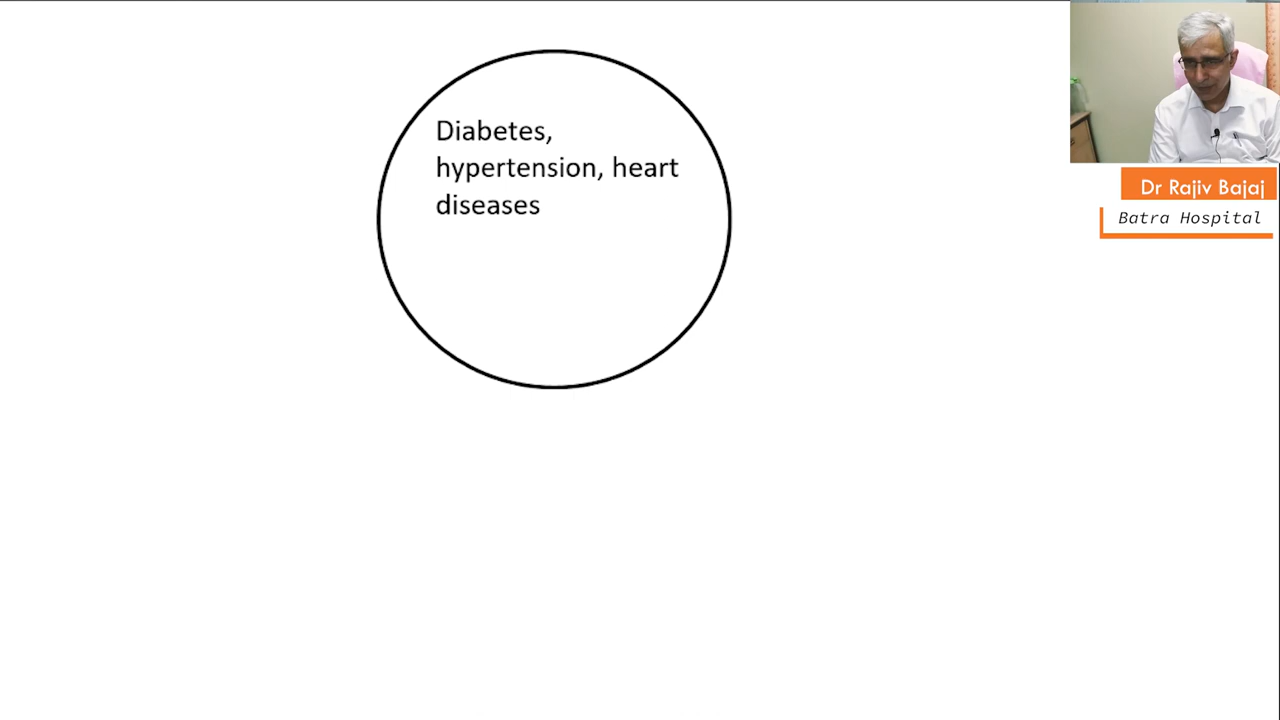 Diabetes,
hypertension, heart
diseases
Dr Rajiv Bajaj
Batra Hospital